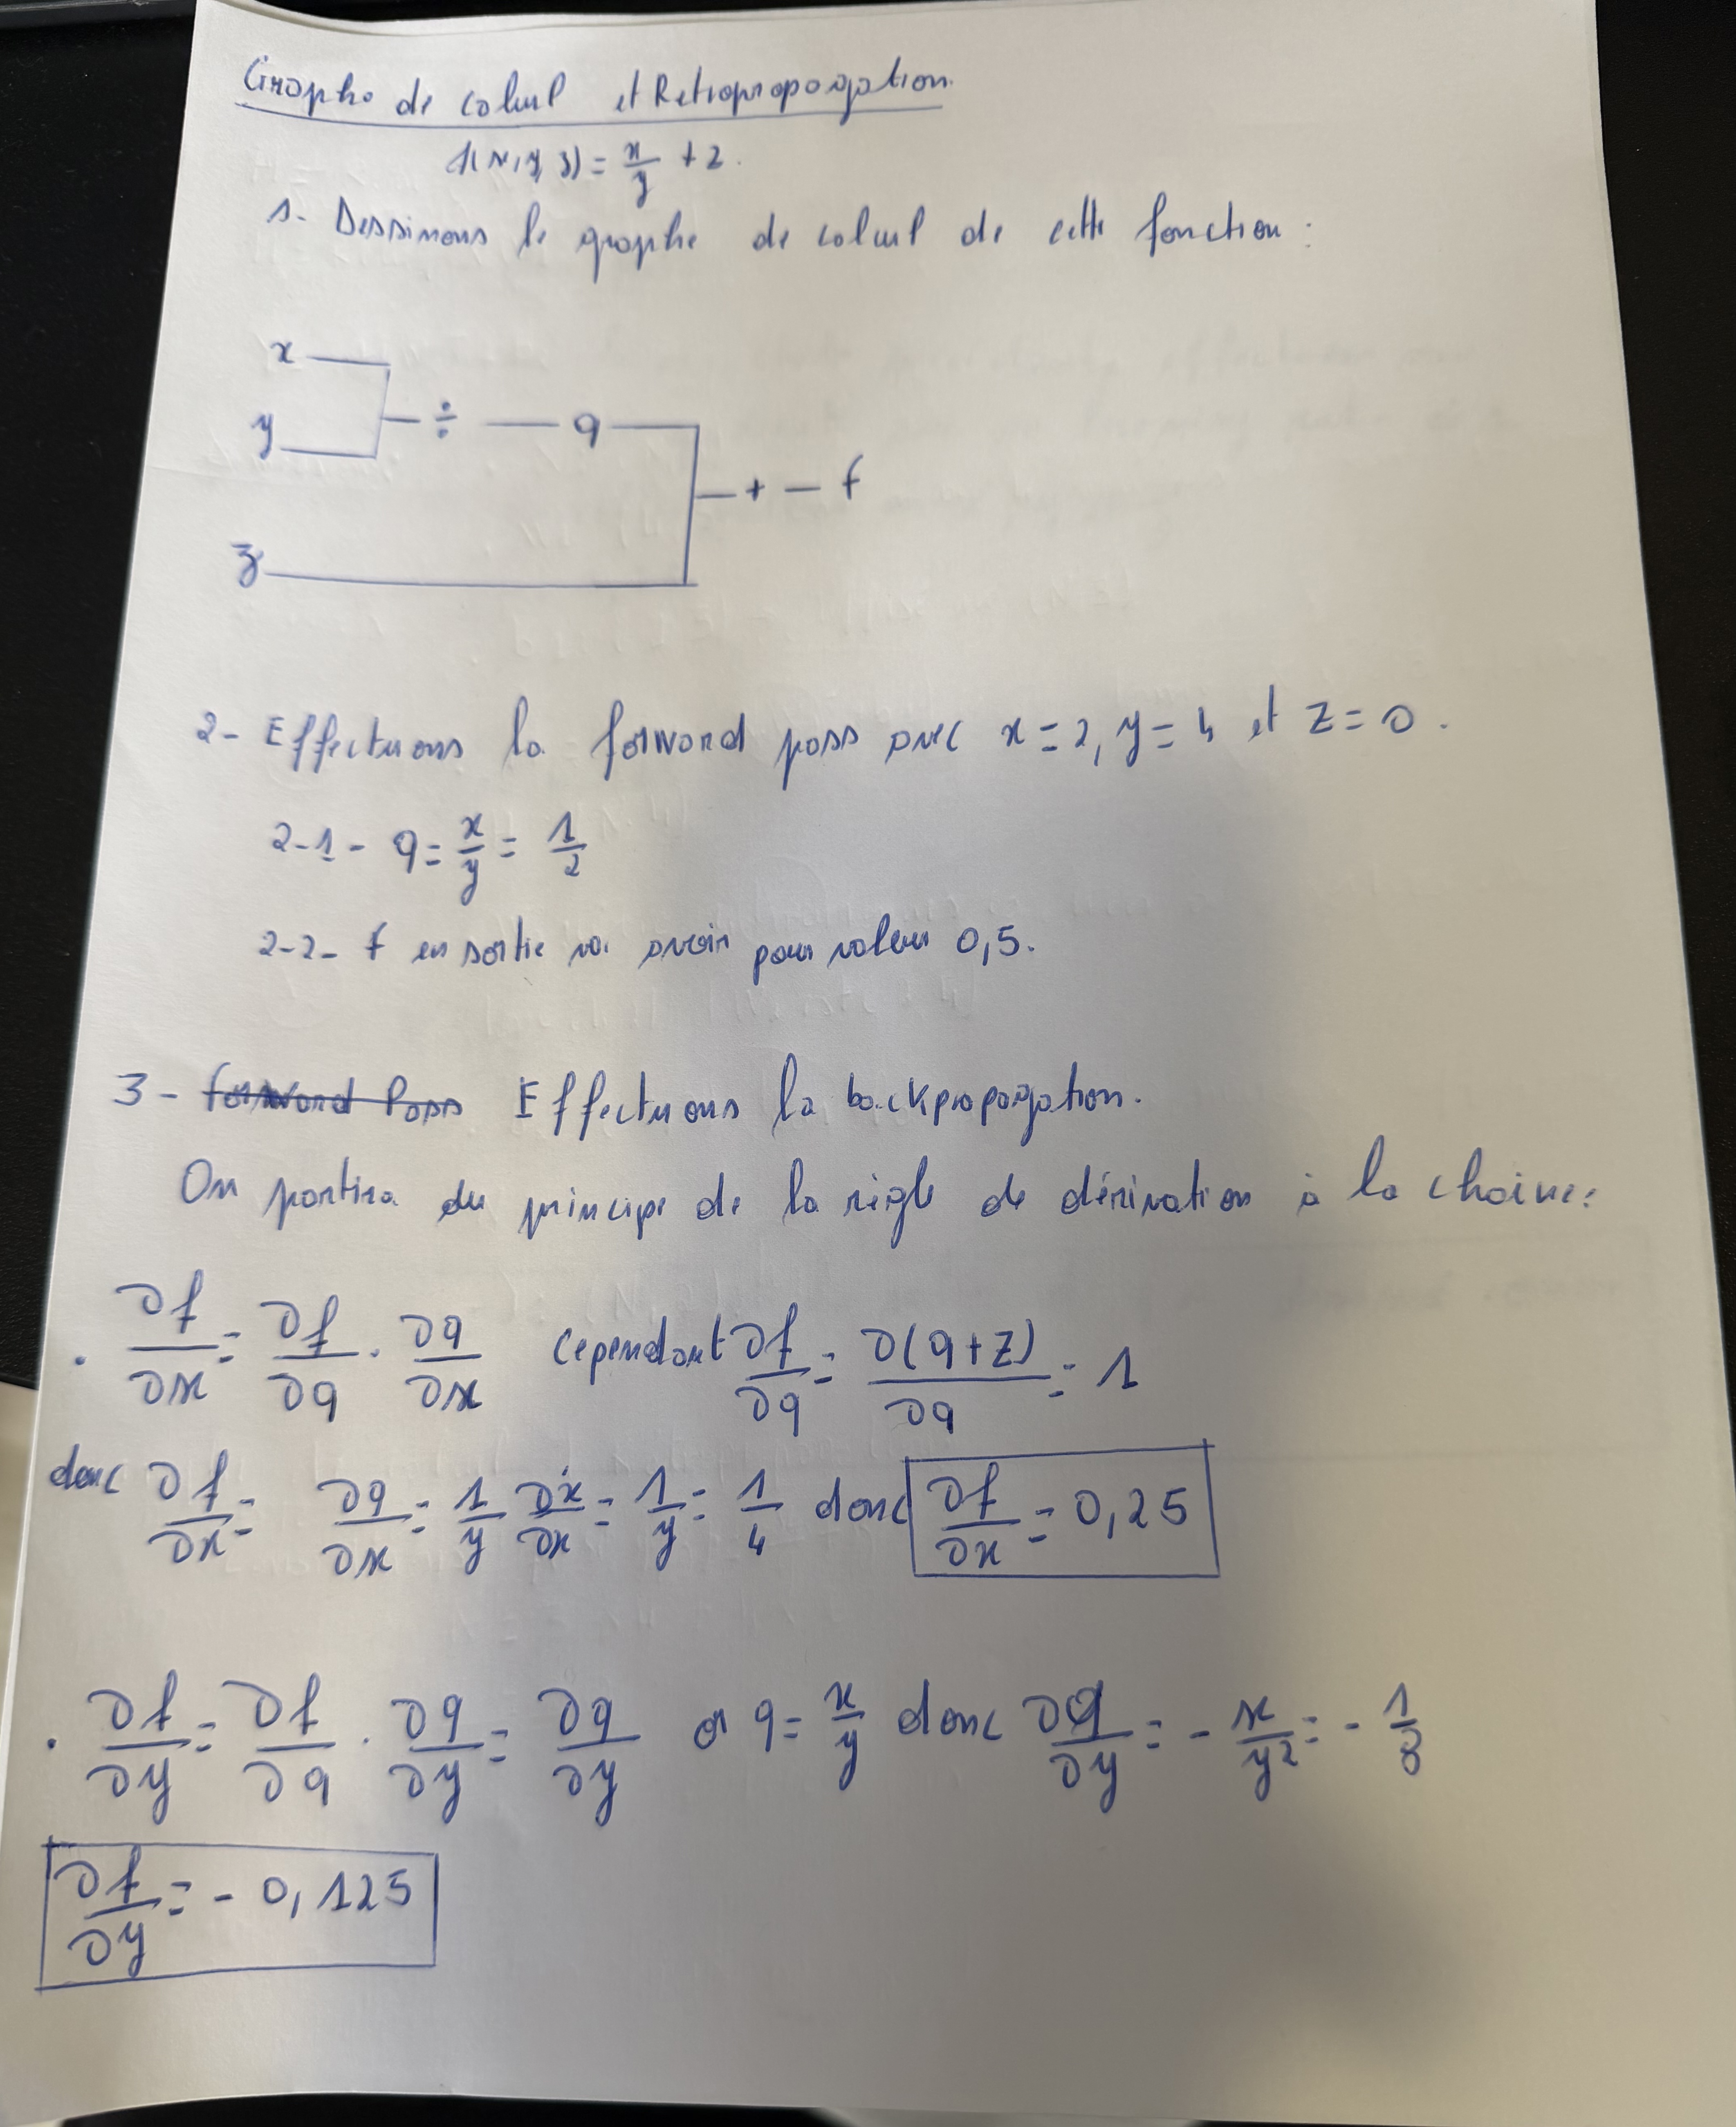 Graphe de calcul et Retropropagation.
f(x, y, z) = x/y + z.
1- Dessinons le graphe de calcul de cette fonction :
x
y
÷ q
+ f
z
2- Effectuons la forward pass avec x = 2, y = 4 et z = 0.
2-1- q = x/y = 1/2
2-2- f en sortie va avoir pour valeur 0,5.
3- forward Pass Effectuons la backpropagation.
On partira du principe de la règle de dérivation à la chaine:
. ∂f/∂x = ∂f/∂q . ∂q/∂x cependant ∂f/∂q = ∂(q+z)/∂q = 1
donc ∂f/∂x = ∂q/∂x = 1/y ∂x/∂x = 1/y = 1/4 donc ∂f/∂x = 0,25
. ∂f/∂y = ∂f/∂q . ∂q/∂y = ∂q/∂y or q = x/y donc ∂q/∂y = - x/y² = - 1/8
∂f/∂y = - 0,125